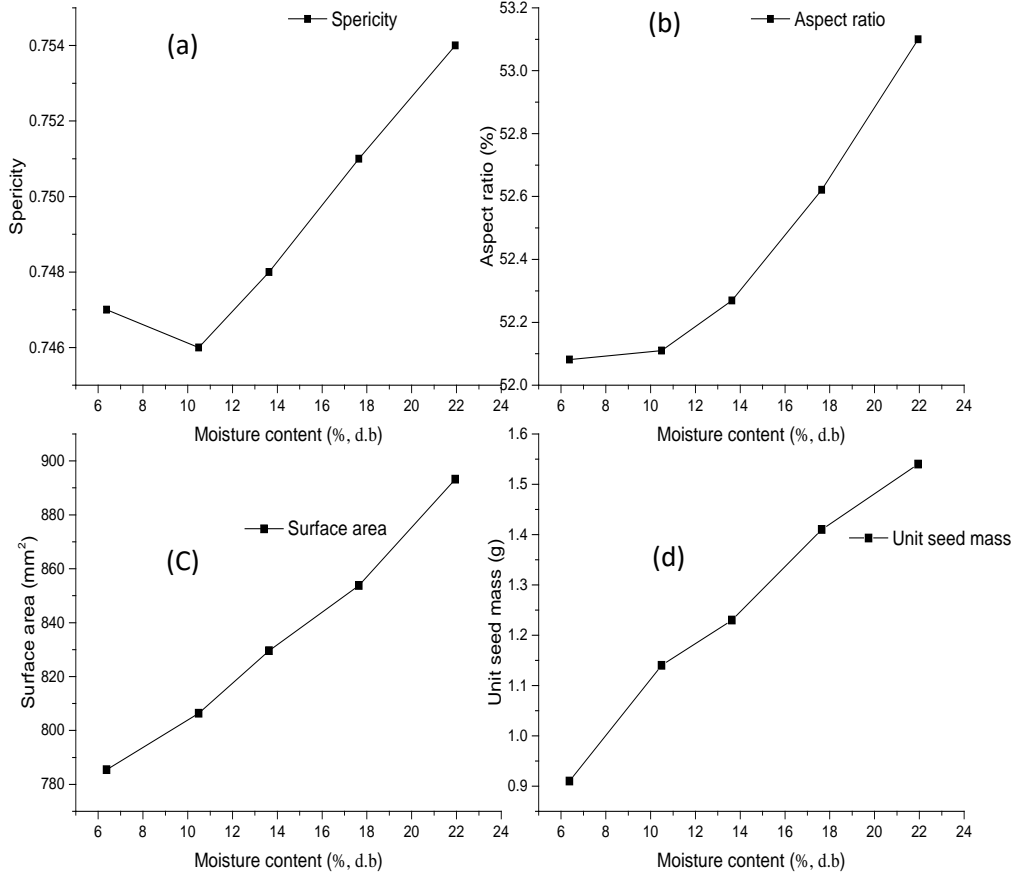 (a)
Spericity
Spericity
0.754
0.752
0.750
0.748
0.746
6 8 10 12 14 16 18 20 22 24
Moisture content (%, d.b)
(b)
Aspect ratio
Aspect ratio (%)
53.2
53.0
52.8
52.6
52.4
52.2
52.0
6 8 10 12 14 16 18 20 22 24
Moisture content (%, d.b)
(C)
Surface area
Surface area (mm²)
900
880
860
840
820
800
780
6 8 10 12 14 16 18 20 22 24
Moisture content (%, d.b)
(d)
Unit seed mass
Unit seed mass (g)
1.6
1.5
1.4
1.3
1.2
1.1
1.0
0.9
6 8 10 12 14 16 18 20 22 24
Moisture content (%, d.b)